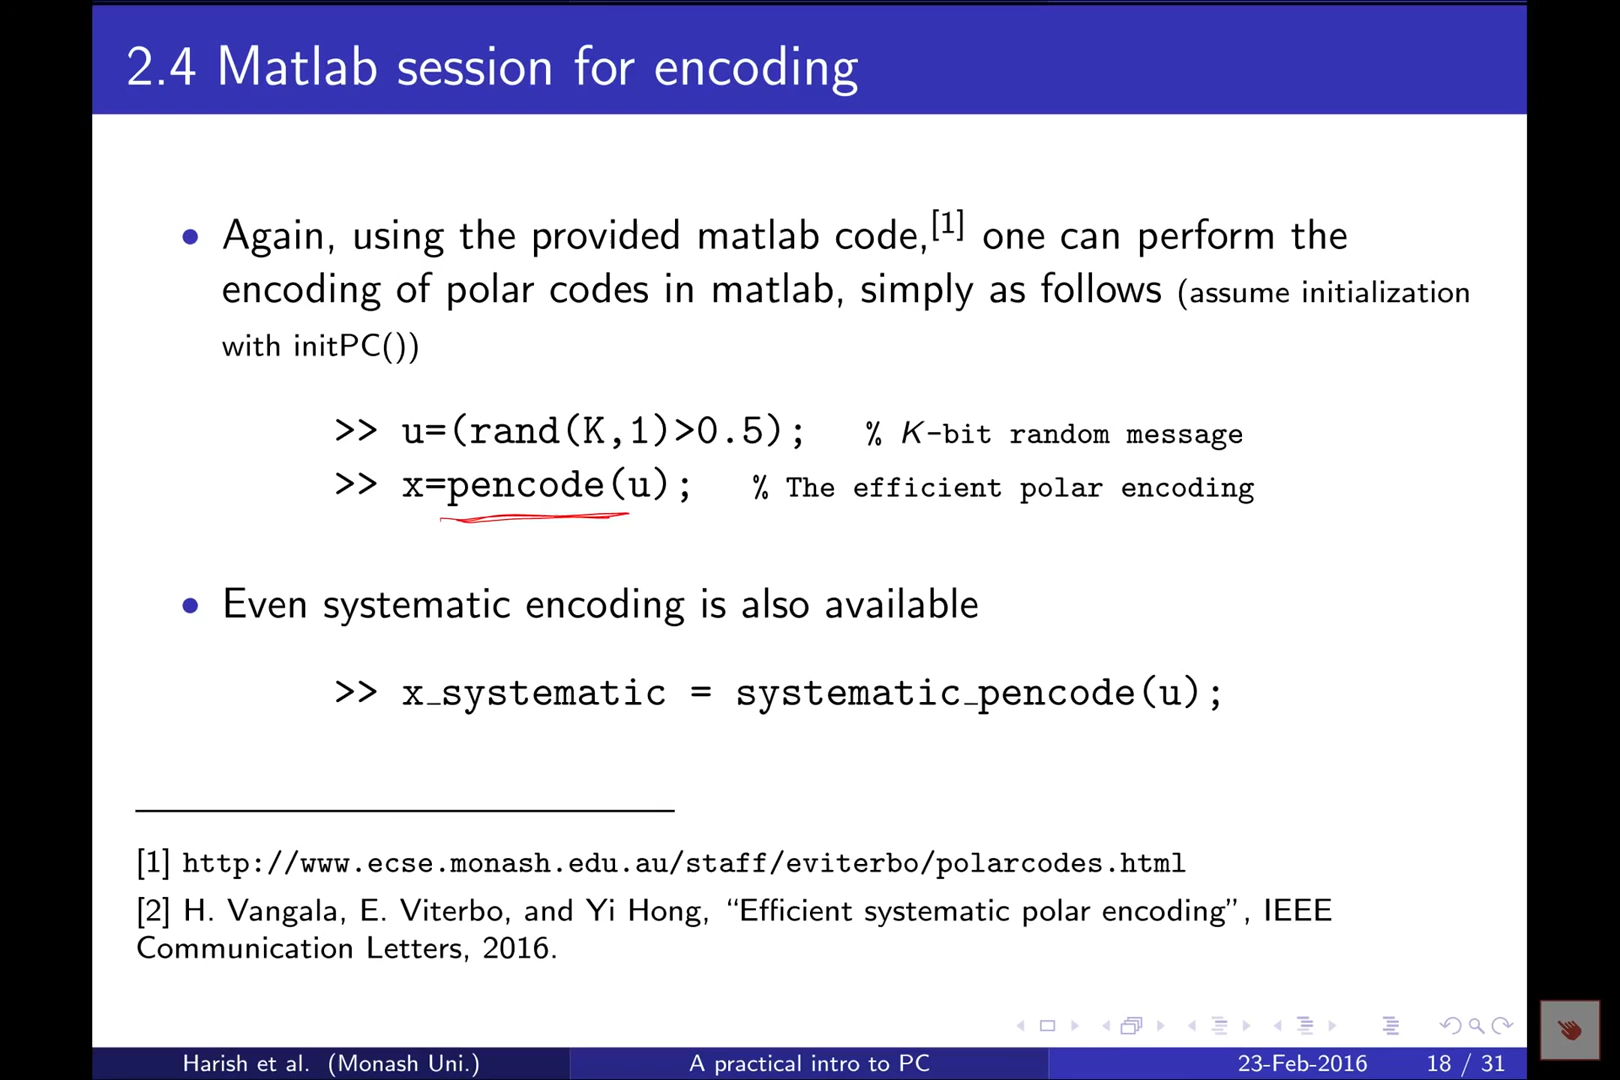 2.4 Matlab session for encoding
• Again, using the provided matlab code,[1] one can perform the
encoding of polar codes in matlab, simply as follows (assume initialization
with initPC())
>> u=(rand(K,1)>0.5); % K-bit random message
>> x=pencode(u); % The efficient polar encoding
• Even systematic encoding is also available
>> x_systematic = systematic_pencode(u);
[1] http://www.ecse.monash.edu.au/staff/eviterbo/polarcodes.html
[2] H. Vangala, E. Viterbo, and Yi Hong, “Efficient systematic polar encoding”, IEEE
Communication Letters, 2016.
Harish et al. (Monash Uni.) A practical intro to PC 23-Feb-2016 18 / 31